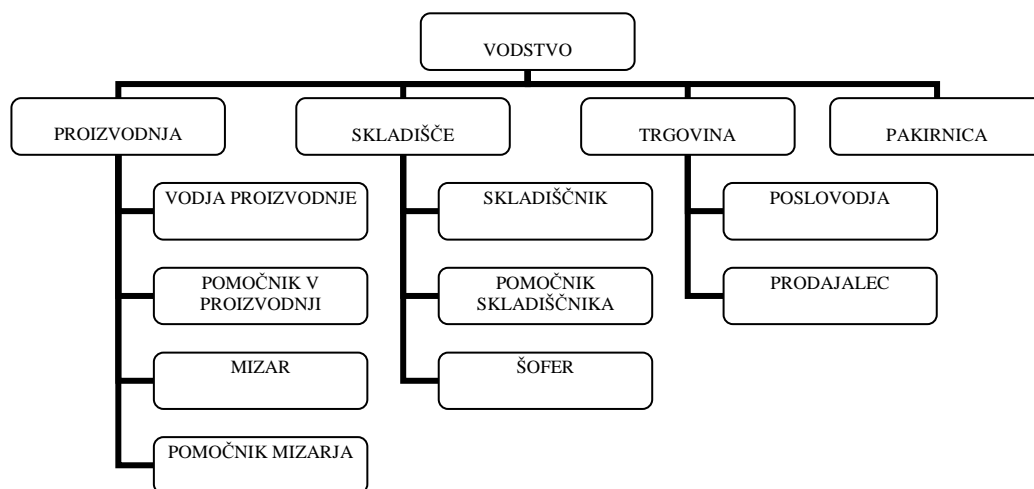 VODSTVO
PROIZVODNJA
SKLADIŠČE
TRGOVINA
PAKIRNICA
VODJA PROIZVODNJE
SKLADIŠČNIK
POSLOVODJA
POMOČNIK V
PROIZVODNJI
POMOČNIK
SKLADIŠČNIKA
PRODAJALEC
MIZAR
ŠOFER
POMOČNIK MIZARJA